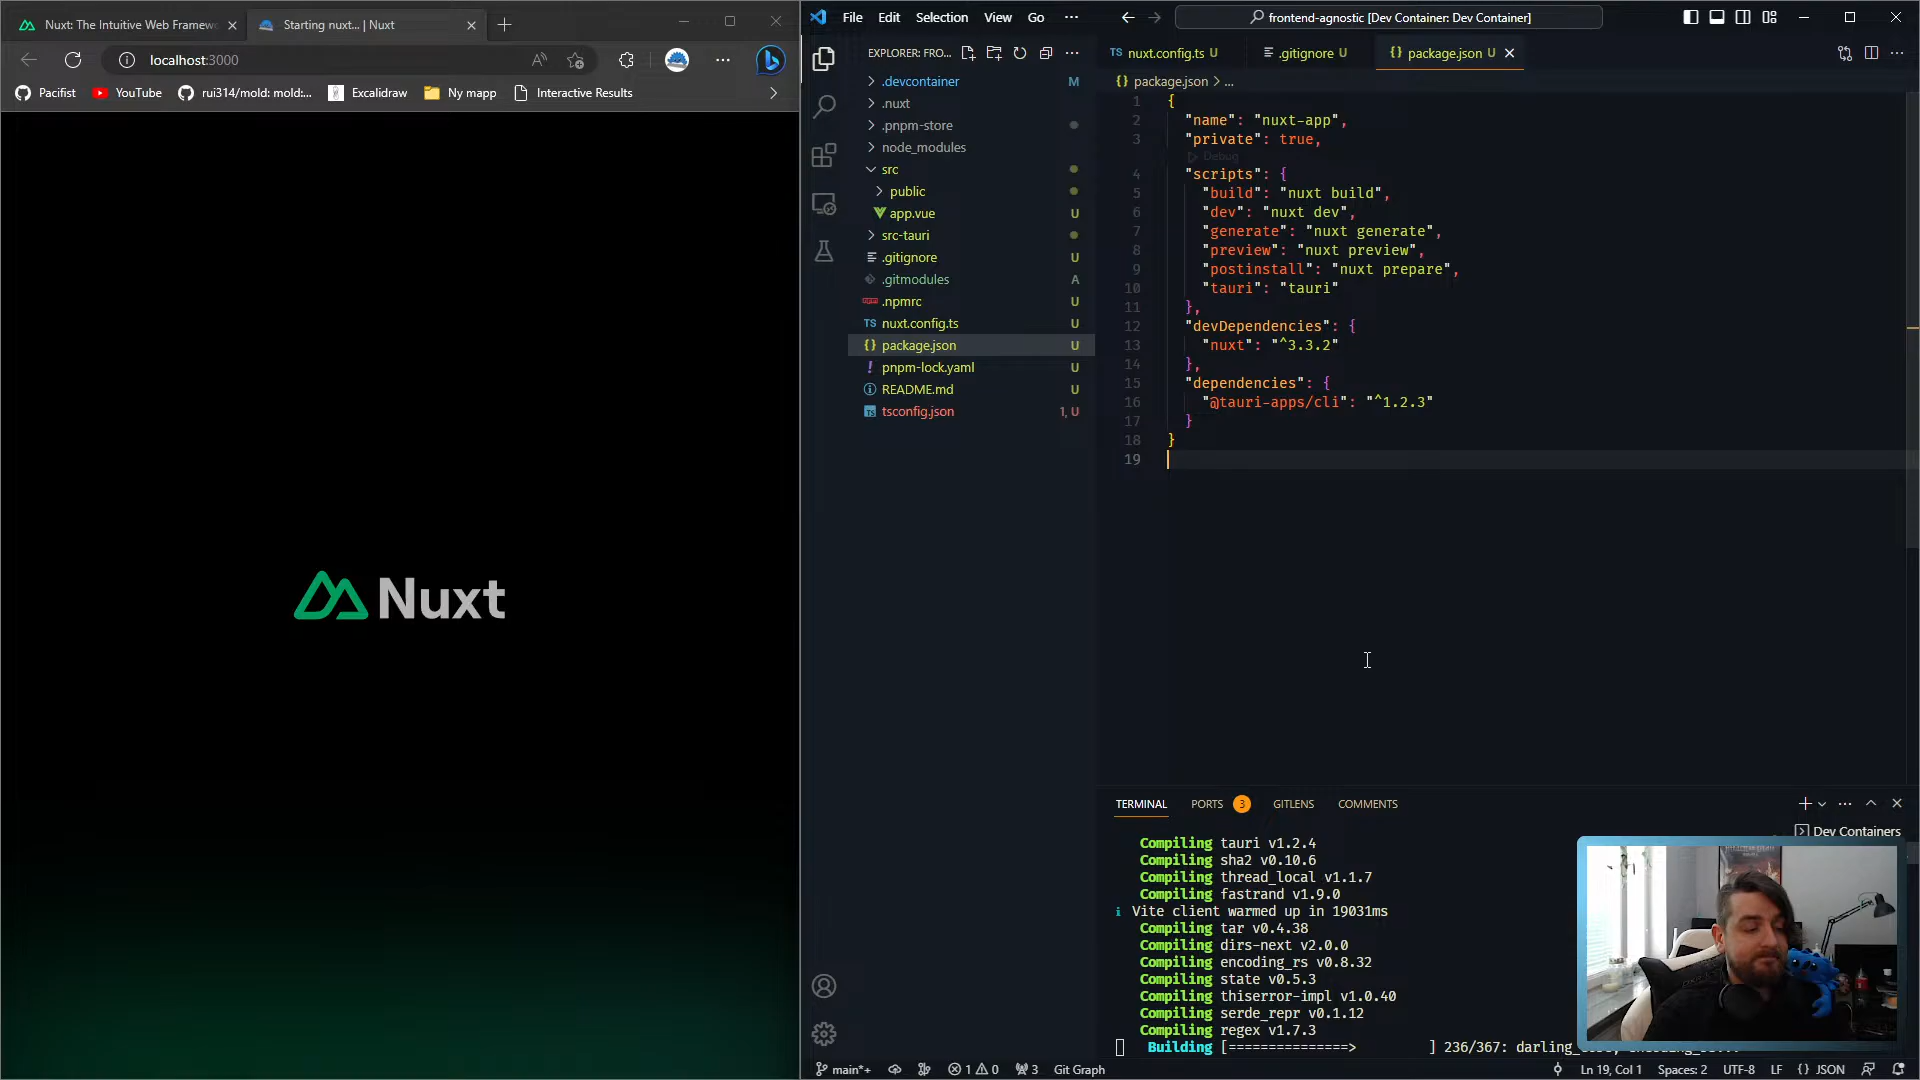 Nuxt: The Intuitive Web Framew
Starting nuxt... | Nuxt
localhost:3000
Pacifist
YouTube
rui314/mold: mold:...
Excalidraw
Ny mapp
Interactive Results
Nuxt
File Edit Selection View Go
frontend-agnostic [Dev Container: Dev Container]
EXPLORER: FRO...
.devcontainer M
.nuxt
.pnpm-store
node_modules
src
public
app.vue U
src-tauri
.gitignore U
.gitmodules A
.npmrc U
TS nuxt.config.ts U
{} package.json U
! pnpm-lock.yaml U
README.md U
tsconfig.json 1, U
TS nuxt.config.ts U
.gitignore U
{} package.json U
{} package.json > ...
1 {
2 "name": "nuxt-app",
3 "private": true,
Debug
4 "scripts": {
5 "build": "nuxt build",
6 "dev": "nuxt dev",
7 "generate": "nuxt generate",
8 "preview": "nuxt preview",
9 "postinstall": "nuxt prepare",
10 "tauri": "tauri"
11 },
12 "devDependencies": {
13 "nuxt": "^3.3.2"
14 },
15 "dependencies": {
16 "@tauri-apps/cli": "^1.2.3"
17 }
18 }
19
TERMINAL PORTS 3 GITLENS COMMENTS
Dev Containers
Compiling tauri v1.2.4
Compiling sha2 v0.10.6
Compiling thread_local v1.1.7
Compiling fastrand v1.9.0
i Vite client warmed up in 19031ms
Compiling tar v0.4.38
Compiling dirs-next v2.0.0
Compiling encoding_rs v0.8.32
Compiling state v0.5.3
Compiling thiserror-impl v1.0.40
Compiling serde_repr v0.1.12
Compiling regex v1.7.3
Building [===============> ] 236/367: darling_
main*+ 1 0 3 Git Graph
Ln 19, Col 1 Spaces: 2 UTF-8 LF {} JSON